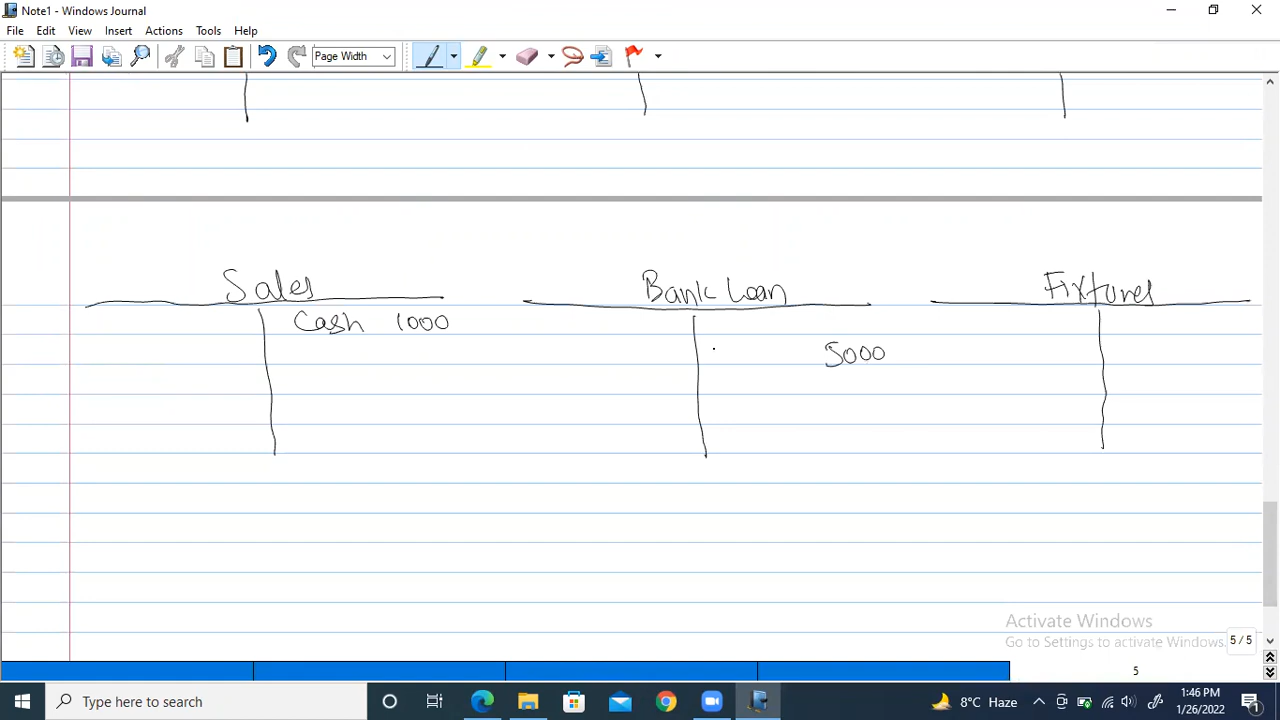 Note1 - Windows Journal
File Edit View Insert Actions Tools Help
Page Width
Sales Bank Loan Fixtures
Cash 1000
5000
Activate Windows
Go to Settings to activate Windows.
5 / 5
5
Type here to search
8°C Haze
1:46 PM
1/26/2022
1